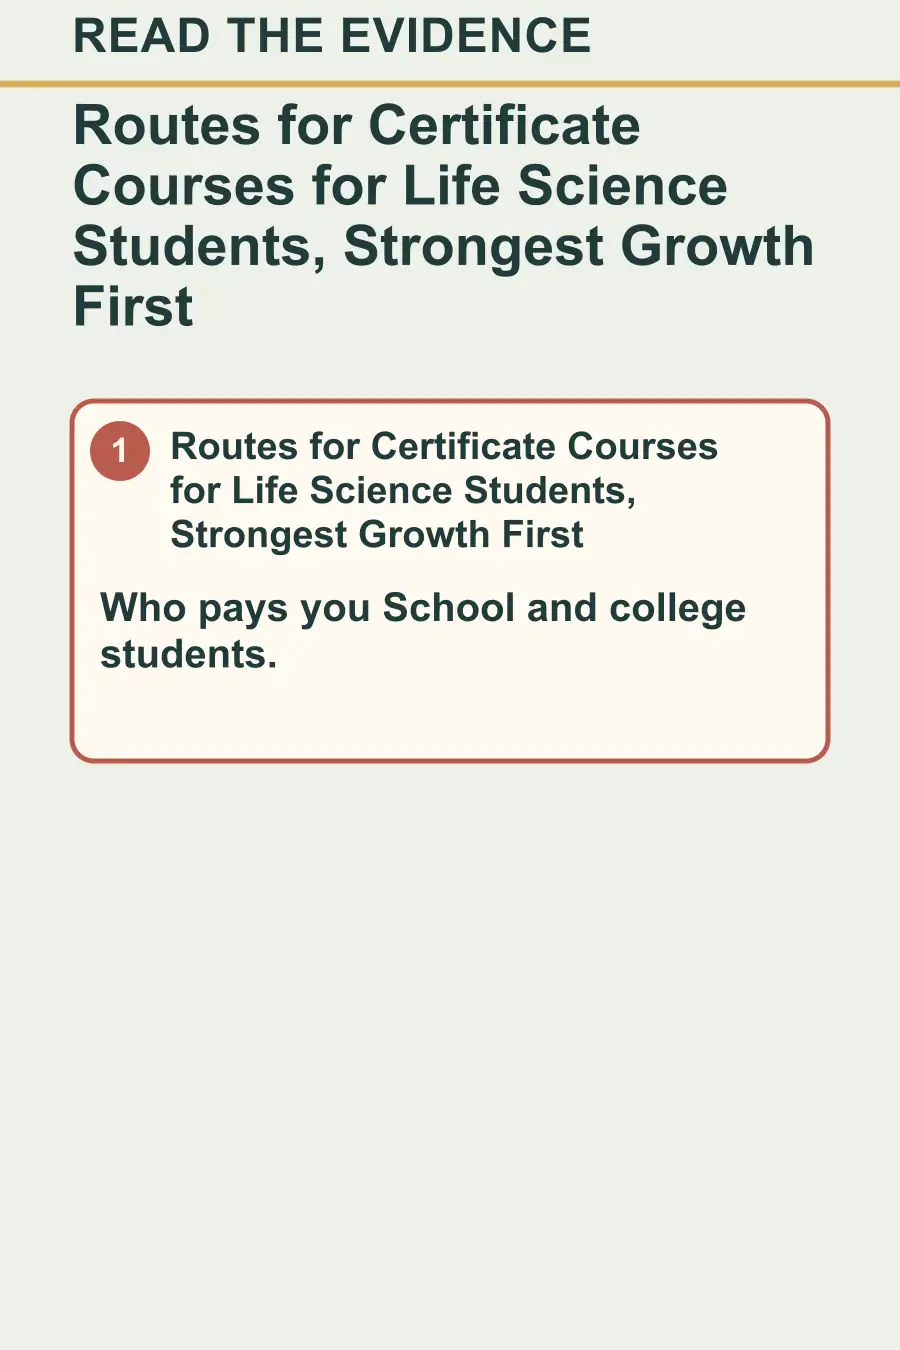 READ THE EVIDENCE
Routes for Certificate
Courses for Life Science
Students, Strongest Growth
First
1
Routes for Certificate Courses
for Life Science Students,
Strongest Growth First
Who pays you School and college
students.